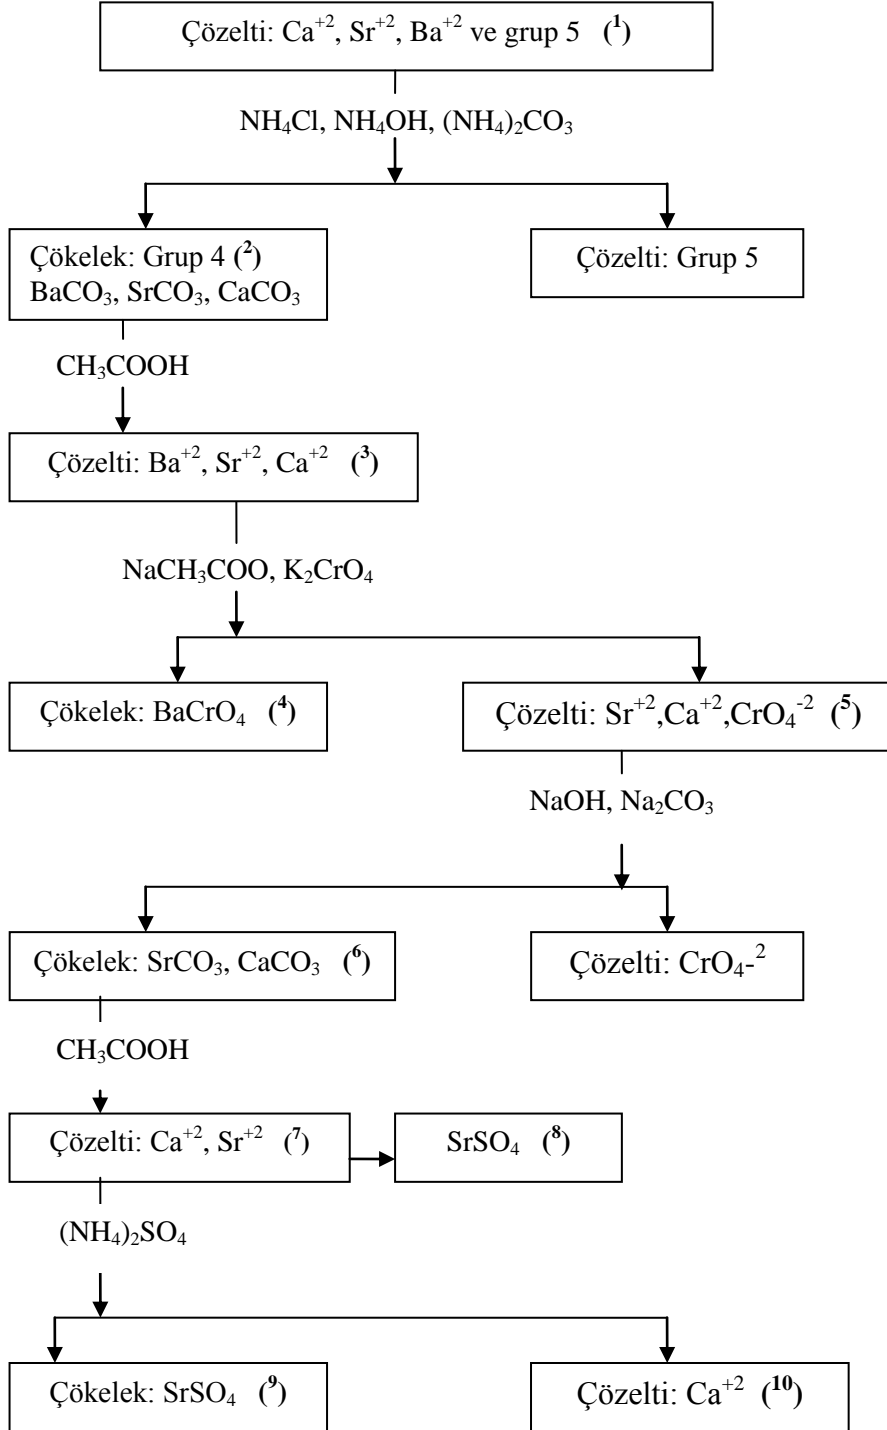 Çözelti: Ca⁺², Sr⁺², Ba⁺² ve grup 5 (¹)
NH₄Cl, NH₄OH, (NH₄)₂CO₃
Çökelek: Grup 4 (²)
BaCO₃, SrCO₃, CaCO₃
Çözelti: Grup 5
CH₃COOH
Çözelti: Ba⁺², Sr⁺², Ca⁺² (³)
NaCH₃COO, K₂CrO₄
Çökelek: BaCrO₄ (⁴)
Çözelti: Sr⁺²,Ca⁺²,CrO₄⁻² (⁵)
NaOH, Na₂CO₃
Çökelek: SrCO₃, CaCO₃ (⁶)
Çözelti: CrO₄-²
CH₃COOH
Çözelti: Ca⁺², Sr⁺² (⁷)
SrSO₄ (⁸)
(NH₄)₂SO₄
Çökelek: SrSO₄ (⁹)
Çözelti: Ca⁺² (¹⁰)